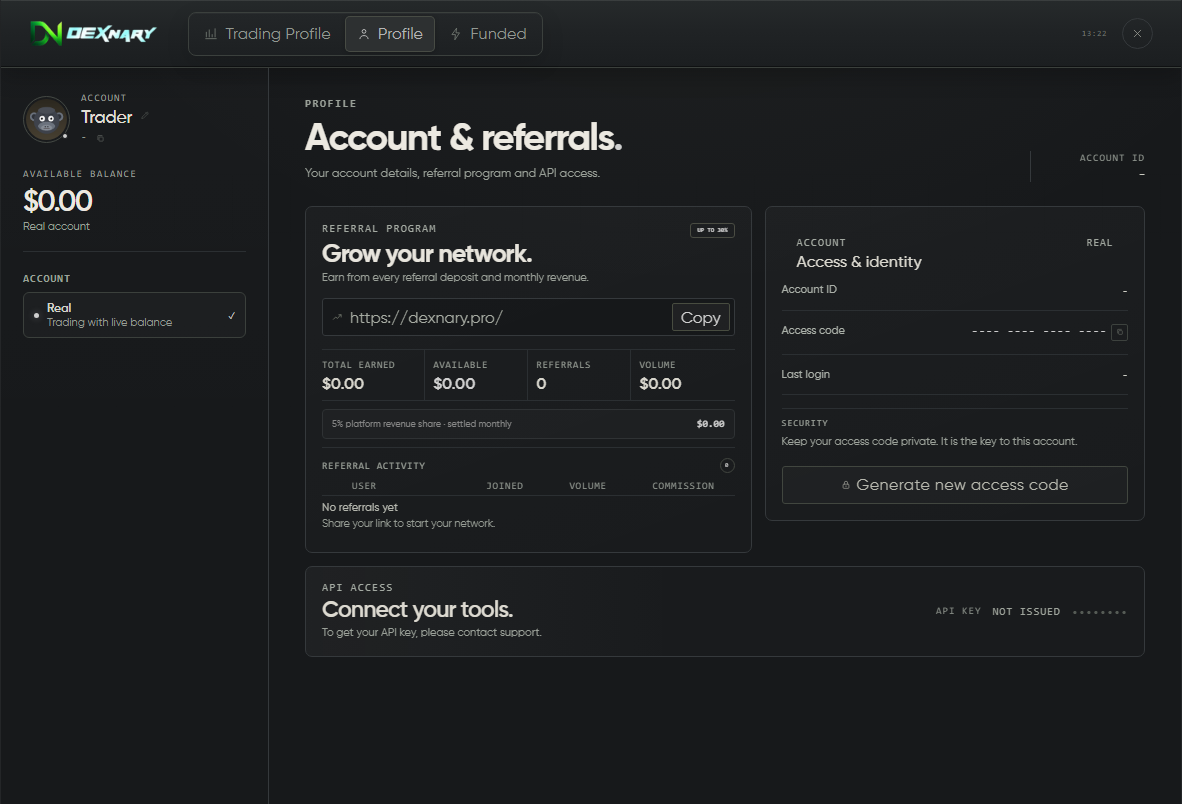 DEXNARY
Trading Profile
Profile
Funded
13:22
ACCOUNT
Trader
-
AVAILABLE BALANCE
$0.00
Real account
ACCOUNT
Real
Trading with live balance
PROFILE
Account & referrals.
Your account details, referral program and API access.
ACCOUNT ID
-
REFERRAL PROGRAM
UP TO 30%
Grow your network.
Earn from every referral deposit and monthly revenue.
https://dexnary.pro/
Copy
TOTAL EARNED
$0.00
AVAILABLE
$0.00
REFERRALS
0
VOLUME
$0.00
5% platform revenue share · settled monthly
$0.00
REFERRAL ACTIVITY
0
USER JOINED VOLUME COMMISSION
No referrals yet
Share your link to start your network.
ACCOUNT
REAL
Access & identity
Account ID -
Access code ---- ---- ---- ----
Last login -
SECURITY
Keep your access code private. It is the key to this account.
Generate new access code
API ACCESS
Connect your tools.
To get your API key, please contact support.
API KEY NOT ISSUED ••••••••